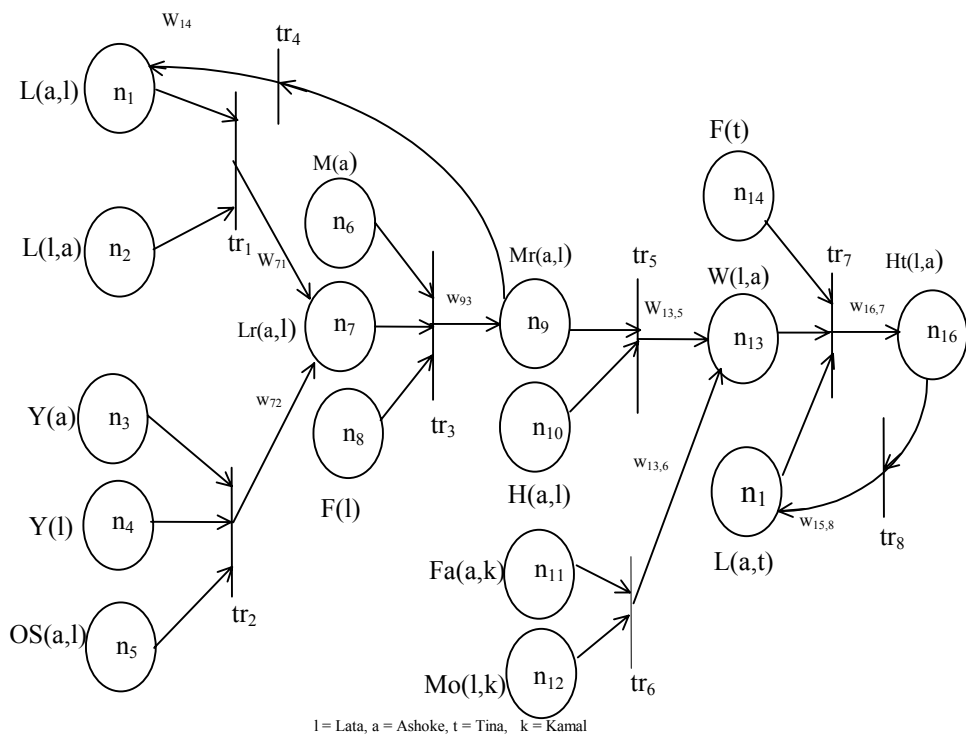 W14
tr4
L(a,l)
n1
F(t)
M(a)
n14
n6
L(l,a)
n2
tr1
W71
Mr(a,l)
tr5
W(l,a)
tr7
Ht(l,a)
w93
W13,5
w16,7
Lr(a,l)
n7
n9
n13
n16
w72
Y(a)
n3
n8
tr3
n10
F(l)
H(a,l)
w13,6
n1
w15,8
tr8
L(a,t)
Y(l)
n4
Fa(a,k)
n11
tr2
OS(a,l)
n5
Mo(l,k)
n12
tr6
l = Lata, a = Ashoke, t = Tina, k = Kamal